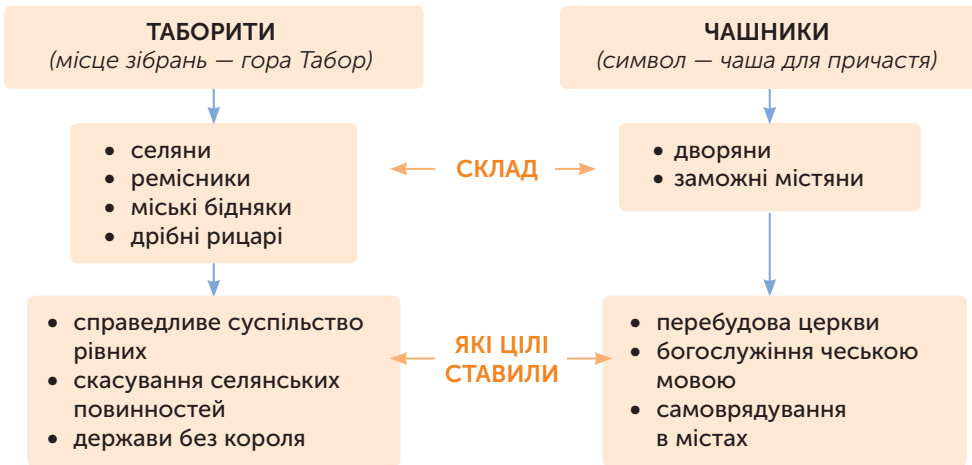 ТАБОРИТИ
(місце зібрань — гора Табор)
ЧАШНИКИ
(символ — чаша для причастя)
• селяни
• ремісники
• міські бідняки
• дрібні рицарі
СКЛАД
• дворяни
• заможні містяни
• справедливе суспільство
рівних
• скасування селянських
повинностей
• держави без короля
ЯКІ ЦІЛІ
СТАВИЛИ
• перебудова церкви
• богослужіння чеською
мовою
• самоврядування
в містах